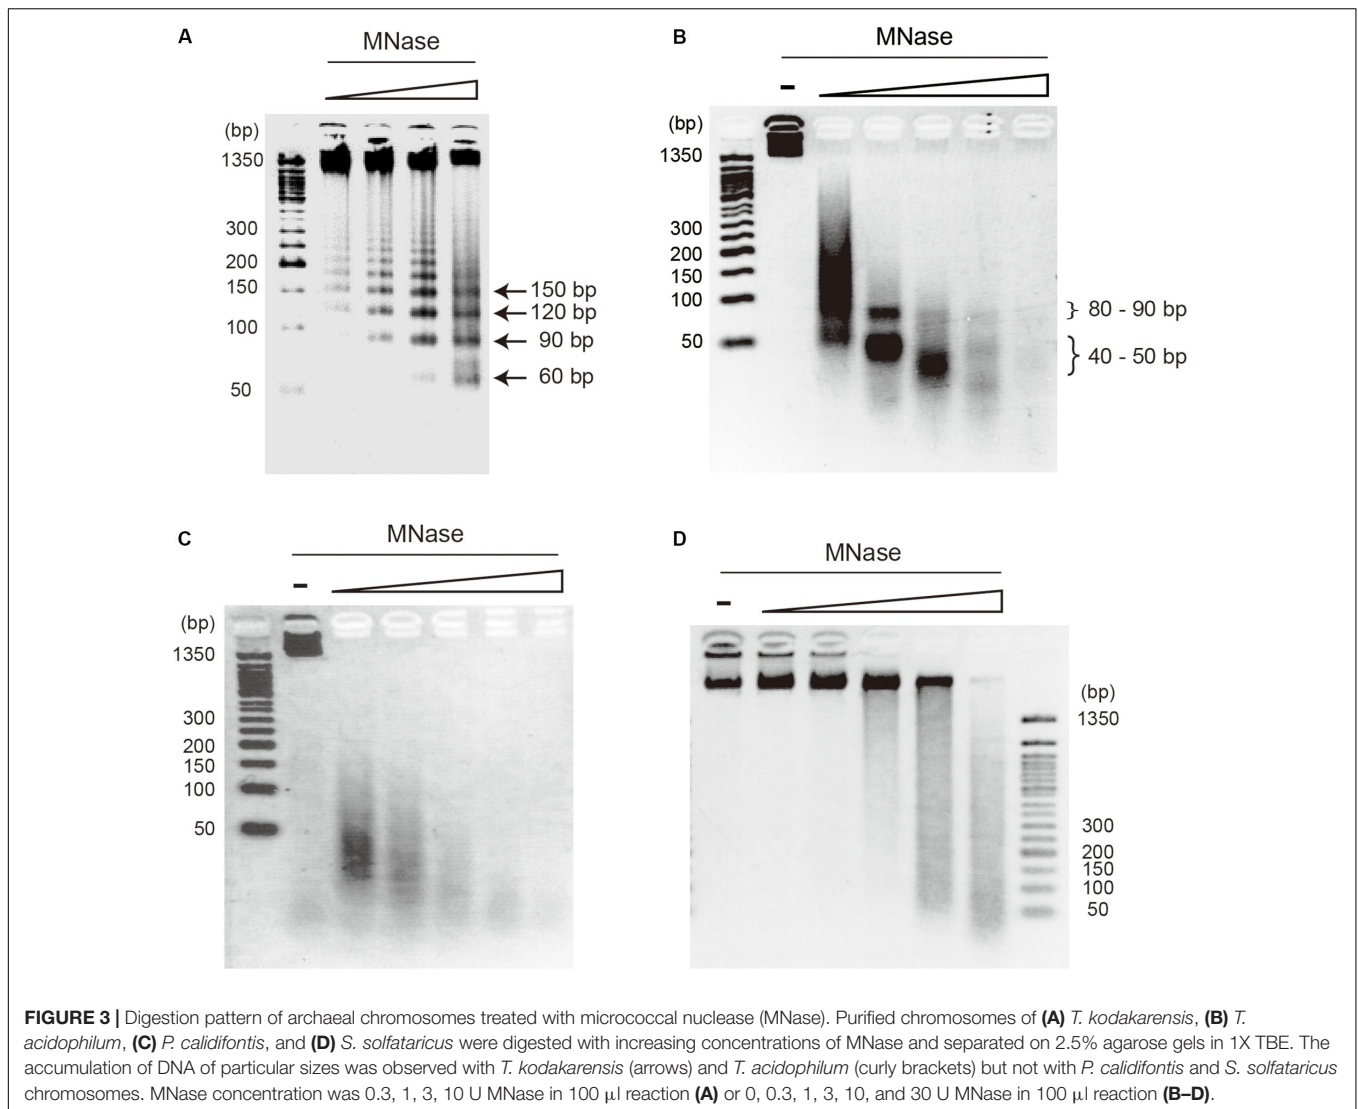 A
MNase
(bp)
1350
300
200
150
100
50
150 bp
120 bp
90 bp
60 bp
B
MNase
-
(bp)
1350
300
200
150
100
50
80 - 90 bp
40 - 50 bp
C
MNase
-
(bp)
1350
300
200
150
100
50
D
MNase
-
(bp)
1350
300
200
150
100
50
FIGURE 3 | Digestion pattern of archaeal chromosomes treated with micrococcal nuclease (MNase). Purified chromosomes of (A) T. kodakarensis, (B) T.
acidophilum, (C) P. calidifontis, and (D) S. solfataricus were digested with increasing concentrations of MNase and separated on 2.5% agarose gels in 1X TBE. The
accumulation of DNA of particular sizes was observed with T. kodakarensis (arrows) and T. acidophilum (curly brackets) but not with P. calidifontis and S. solfataricus
chromosomes. MNase concentration was 0.3, 1, 3, 10 U MNase in 100 μl reaction (A) or 0, 0.3, 1, 3, 10, and 30 U MNase in 100 μl reaction (B–D).